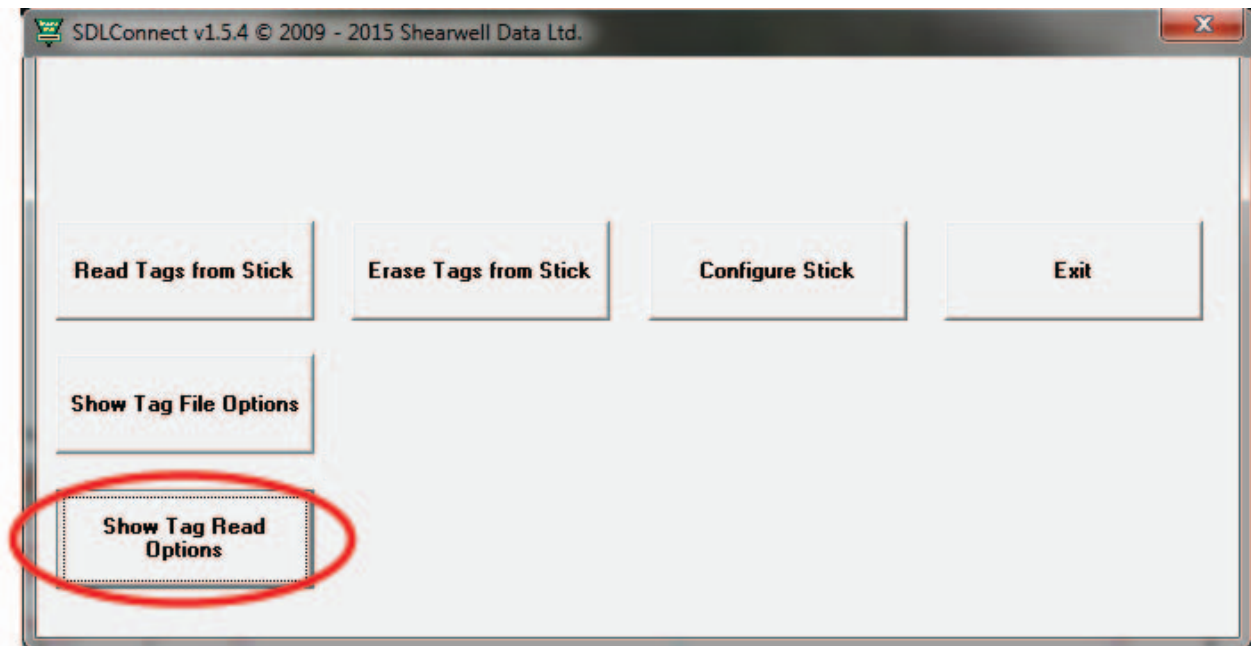 SDLConnect v1.5.4 © 2009 - 2015 Shearwell Data Ltd.
Read Tags from Stick
Erase Tags from Stick
Configure Stick
Exit
Show Tag File Options
Show Tag Read
Options